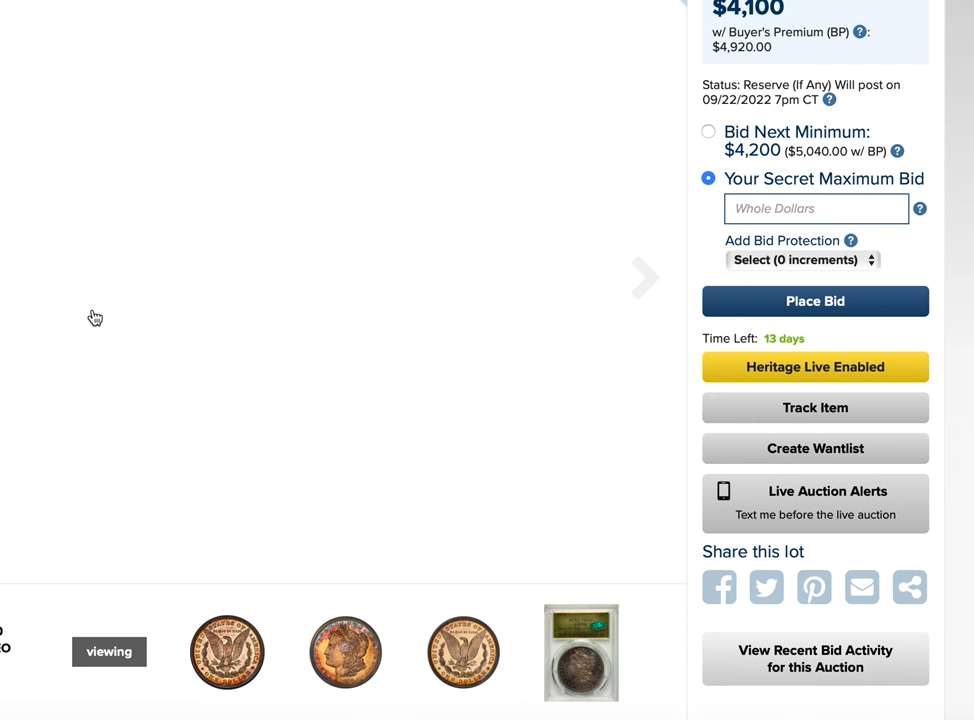 $4,100
w/ Buyer's Premium (BP) ? :
$4,920.00
Status: Reserve (If Any) Will post on
09/22/2022 7pm CT ?
Bid Next Minimum:
$4,200 ($5,040.00 w/ BP) ?
Your Secret Maximum Bid
Whole Dollars ?
Add Bid Protection ?
Select (0 increments)
Place Bid
Time Left: 13 days
Heritage Live Enabled
Track Item
Create Wantlist
Live Auction Alerts
Text me before the live auction
Share this lot
View Recent Bid Activity
for this Auction
viewing